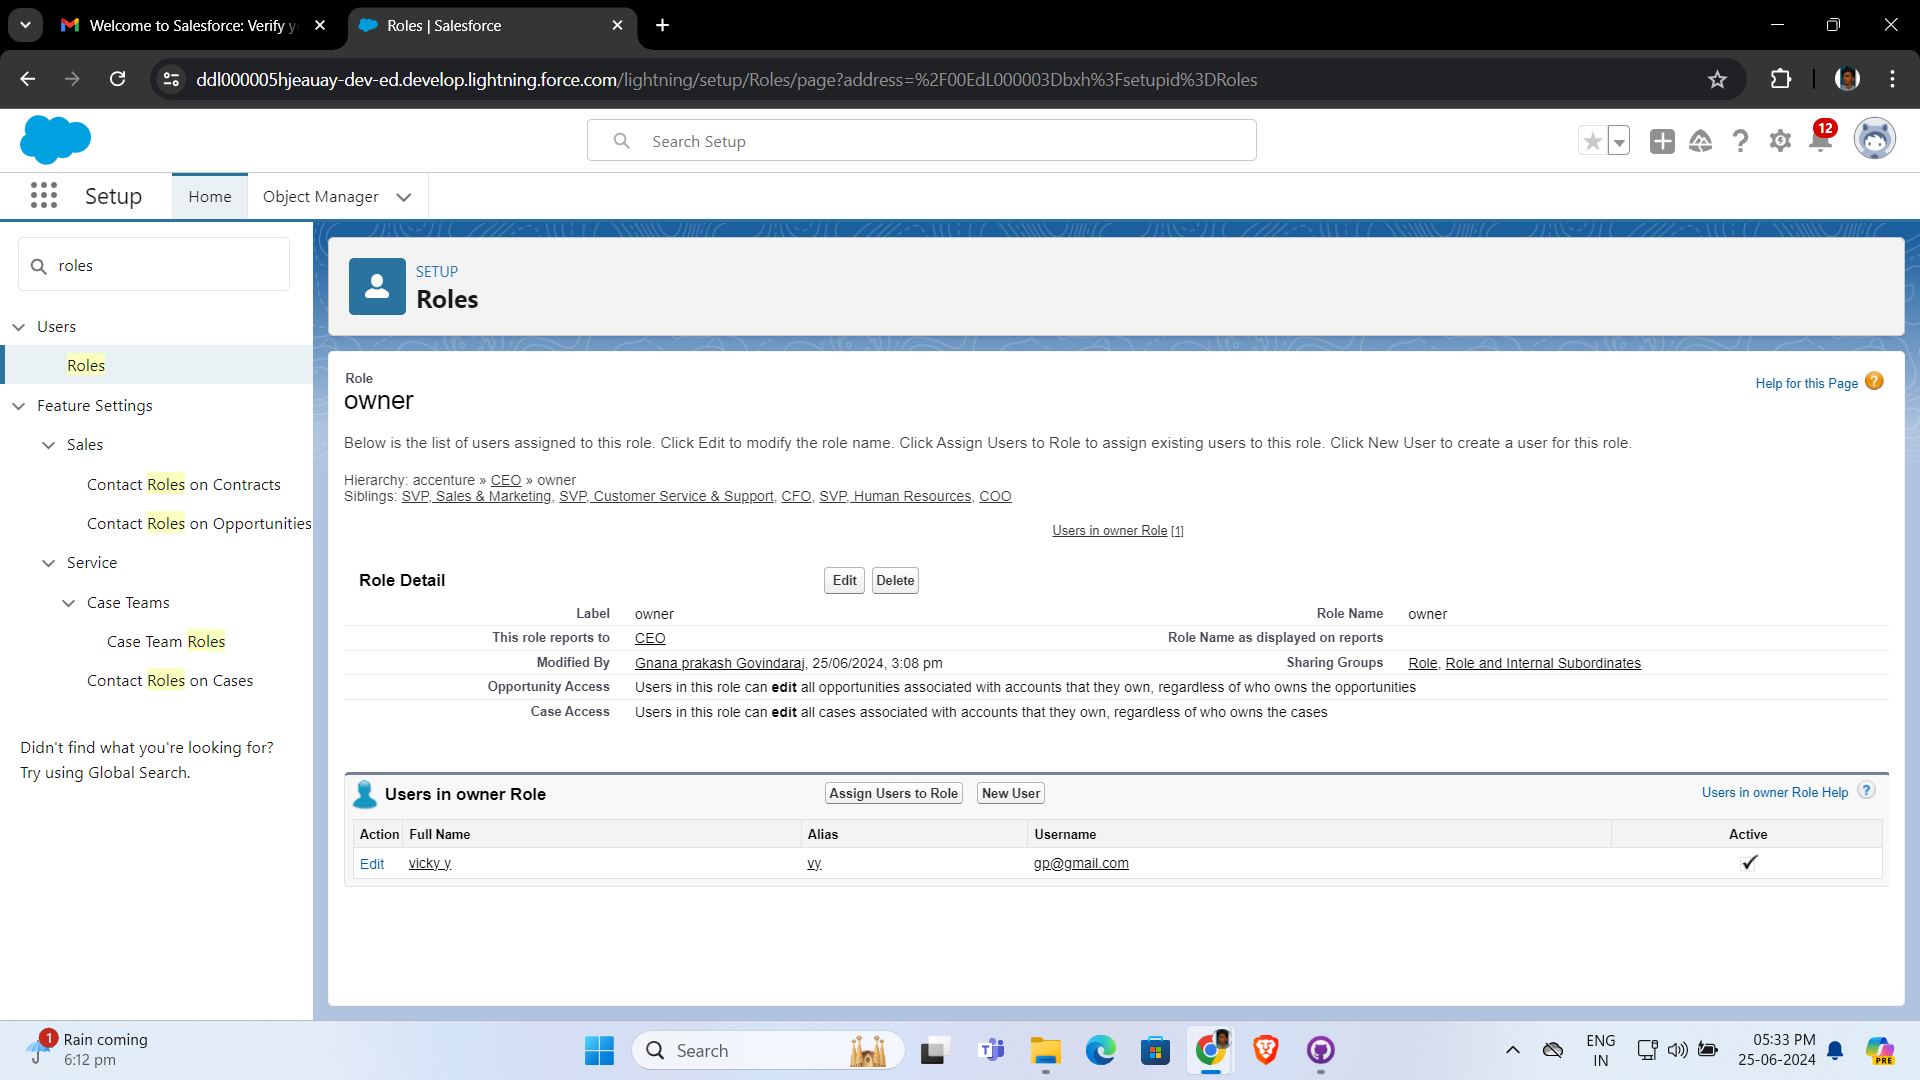 Welcome to Salesforce: Verify y
Roles | Salesforce
ddl000005hjeauay-dev-ed.develop.lightning.force.com/lightning/setup/Roles/page?address=%2F00EdL000003Dbxh%3Fsetupid%3DRoles
Search Setup
12
Setup
Home
Object Manager
roles
Users
Roles
Feature Settings
Sales
Contact Roles on Contracts
Contact Roles on Opportunities
Service
Case Teams
Case Team Roles
Contact Roles on Cases
Didn't find what you're looking for?
Try using Global Search.
SETUP
Roles
Role
owner
Help for this Page
Below is the list of users assigned to this role. Click Edit to modify the role name. Click Assign Users to Role to assign existing users to this role. Click New User to create a user for this role.
Hierarchy: accenture » CEO » owner
Siblings: SVP, Sales & Marketing, SVP, Customer Service & Support, CFO, SVP, Human Resources, COO
Users in owner Role [1]
Role Detail Edit Delete
Label owner Role Name owner
This role reports to CEO Role Name as displayed on reports
Modified By Gnana prakash Govindaraj, 25/06/2024, 3:08 pm Sharing Groups Role, Role and Internal Subordinates
Opportunity Access Users in this role can edit all opportunities associated with accounts that they own, regardless of who owns the opportunities
Case Access Users in this role can edit all cases associated with accounts that they own, regardless of who owns the cases
Users in owner Role Assign Users to Role New User Users in owner Role Help ?
Action Full Name Alias Username Active
Edit vicky y vy gp@gmail.com
1
Rain coming
6:12 pm
Search
ENG
IN
05:33 PM
25-06-2024
PRE